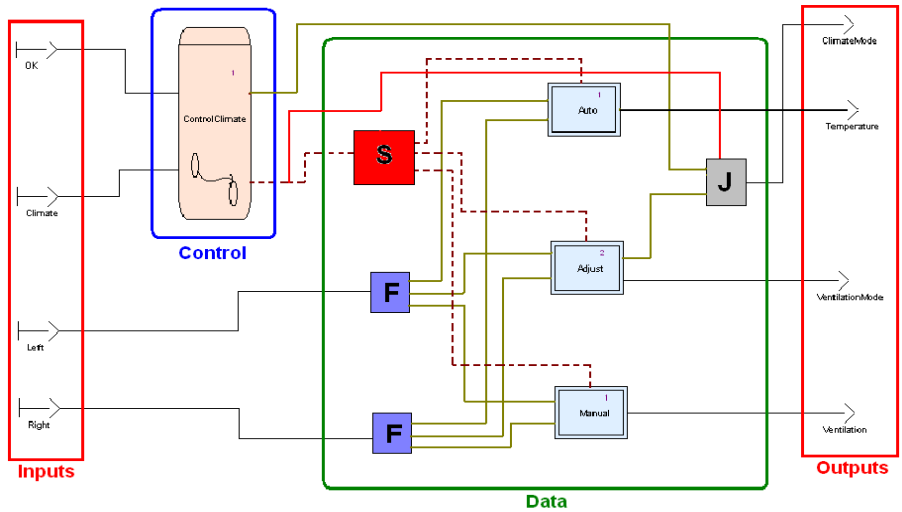 OK
Climate
Left
Right
Inputs
1
ControlClimate
Control
S
F
F
1
Auto
2
Adjust
1
Manual
J
Data
ClimateMode
Temperature
VentilationMode
Ventilation
Outputs